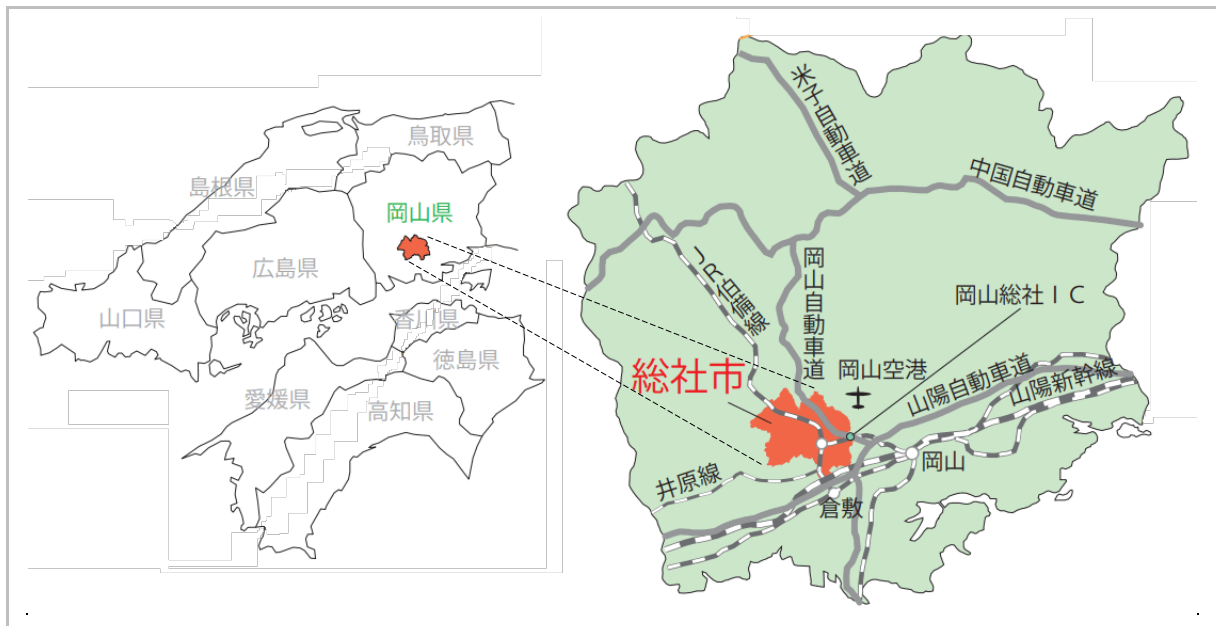 鳥取県
島根県
岡山県
広島県
山口県
香川県
徳島県
愛媛県
高知県
米子自動車道
中国自動車道
JR伯備線
岡山自動車道
岡山総社ＩＣ
総社市
岡山空港
山陽自動車道
山陽新幹線
井原線
岡山
倉敷